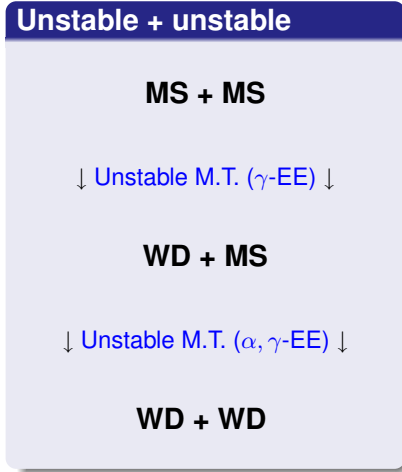 Unstable + unstable
MS + MS
↓ Unstable M.T. (γ-EE) ↓
WD + MS
↓ Unstable M.T. (α, γ-EE) ↓
WD + WD